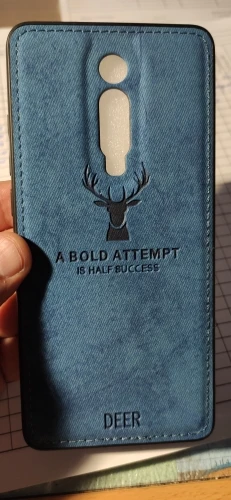 A BOLD ATTEMPT
IS HALF SUCCESS
DEER